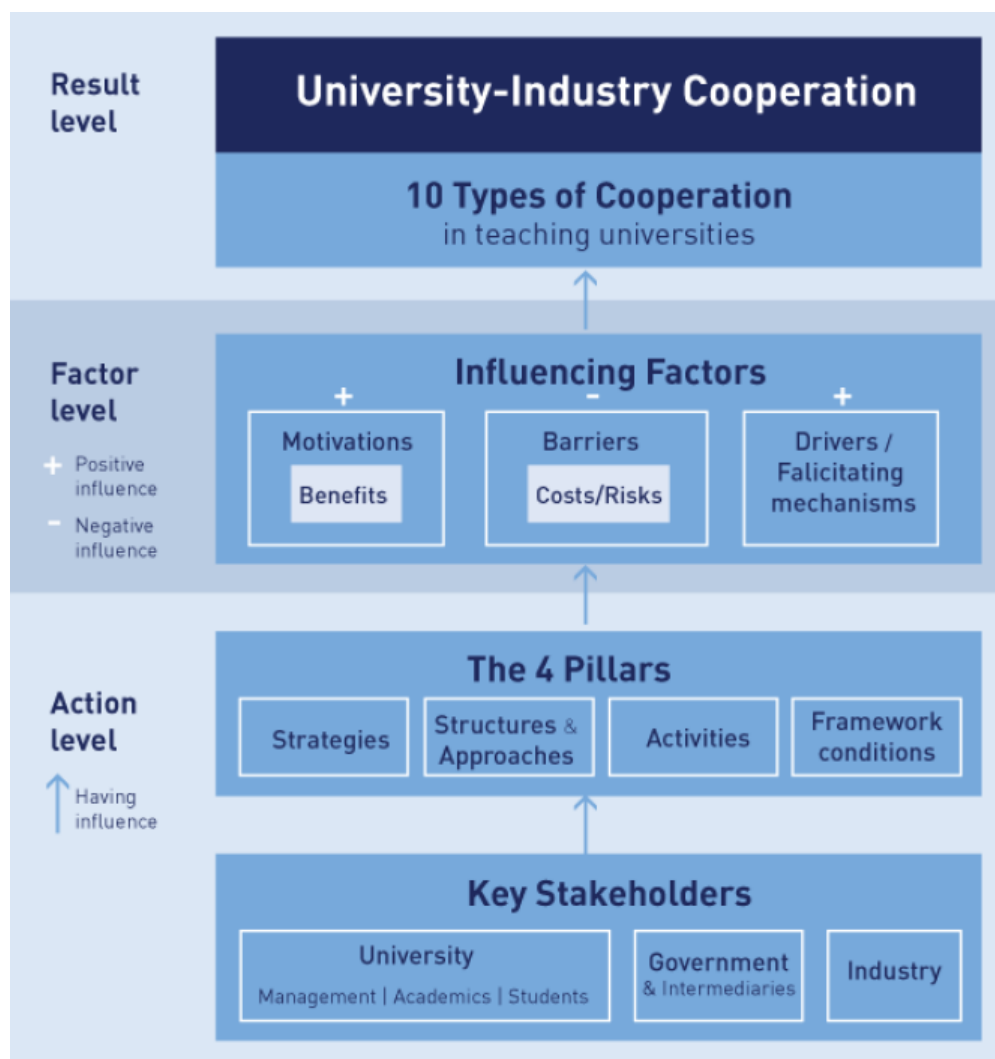 Result
level
University-Industry Cooperation
10 Types of Cooperation
in teaching universities
Factor
level
+ Positive
influence
- Negative
influence
Influencing Factors
+
Motivations
Benefits
-
Barriers
Costs/Risks
+
Drivers /
Falicitating
mechanisms
Action
level
Having
influence
The 4 Pillars
Strategies
Structures &
Approaches
Activities
Framework
conditions
Key Stakeholders
University
Management | Academics | Students
Government
& Intermediaries
Industry